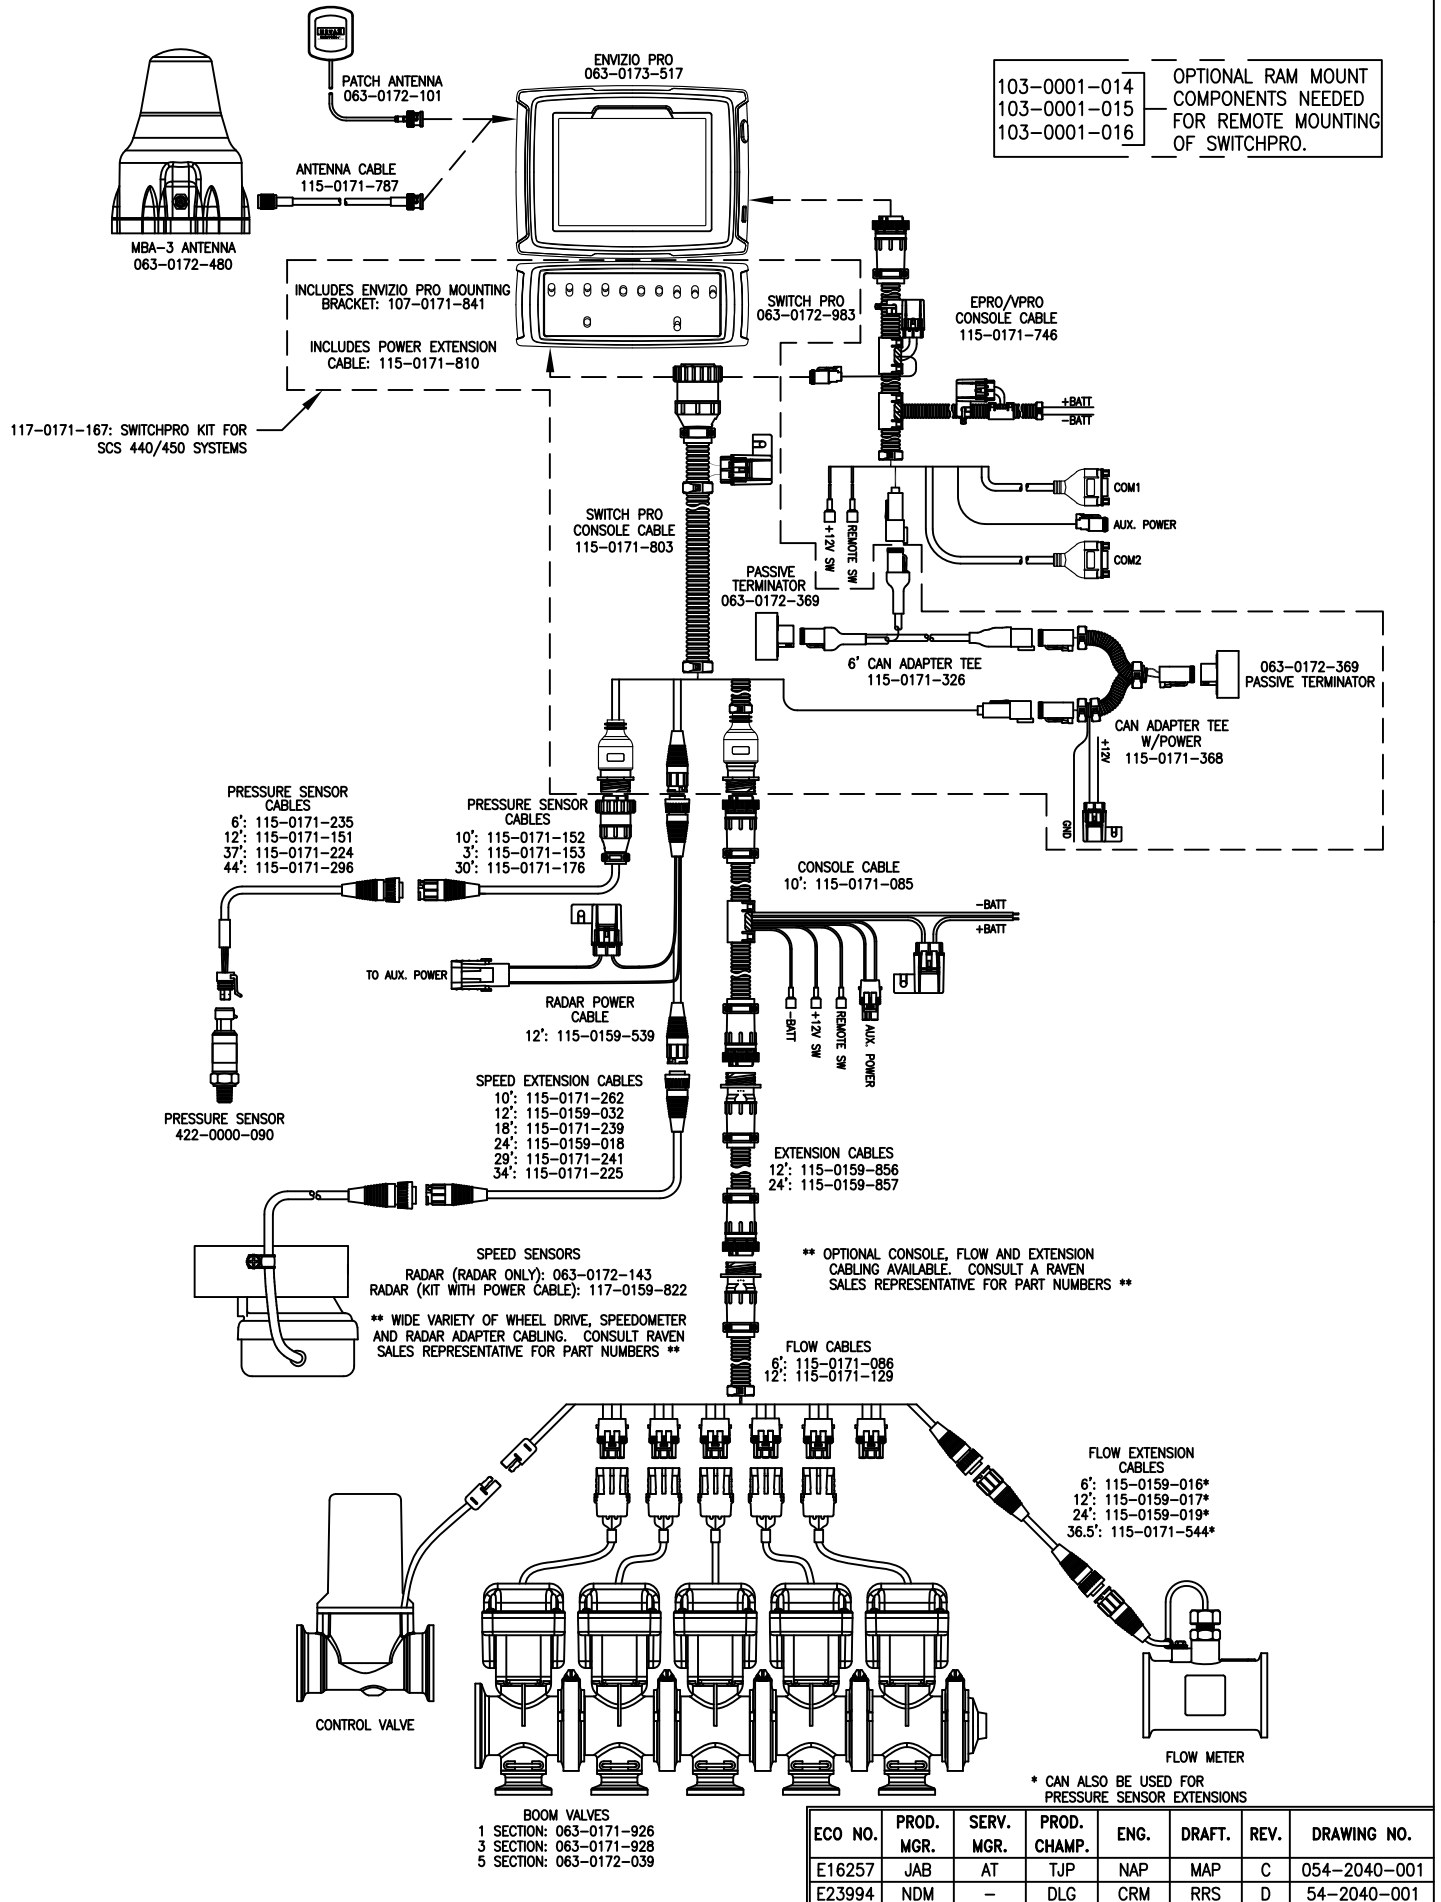 ENVIZIO PRO
063-0173-517
PATCH ANTENNA
063-0172-101
103-0001-014
103-0001-015
103-0001-016
OPTIONAL RAM MOUNT
COMPONENTS NEEDED
FOR REMOTE MOUNTING
OF SWITCHPRO.
ANTENNA CABLE
115-0171-787
MBA-3 ANTENNA
063-0172-480
INCLUDES ENVIZIO PRO MOUNTING
BRACKET: 107-0171-841
INCLUDES POWER EXTENSION
CABLE: 115-0171-810
SWITCH PRO
063-0172-983
EPRO/VPRO
CONSOLE CABLE
115-0171-746
+BATT
-BATT
117-0171-167: SWITCHPRO KIT FOR
SCS 440/450 SYSTEMS
COM1
AUX. POWER
COM2
+12V SW
REMOTE SW
SWITCH PRO
CONSOLE CABLE
115-0171-803
PASSIVE
TERMINATOR
063-0172-369
6' CAN ADAPTER TEE
115-0171-326
063-0172-369
PASSIVE TERMINATOR
CAN ADAPTER TEE
W/POWER
115-0171-368
+12V
GND
PRESSURE SENSOR
CABLES
6': 115-0171-235
12': 115-0171-151
37': 115-0171-224
44': 115-0171-296
PRESSURE SENSOR
CABLES
10': 115-0171-152
3': 115-0171-153
30': 115-0171-176
CONSOLE CABLE
10': 115-0171-085
-BATT
+BATT
TO AUX. POWER
RADAR POWER
CABLE
12': 115-0159-539
-BATT
+12V SW
REMOTE SW
AUX. POWER
PRESSURE SENSOR
422-0000-090
SPEED EXTENSION CABLES
10': 115-0171-262
12': 115-0159-032
18': 115-0171-239
24': 115-0159-018
29': 115-0171-241
34': 115-0171-225
EXTENSION CABLES
12': 115-0159-856
24': 115-0159-857
SPEED SENSORS
RADAR (RADAR ONLY): 063-0172-143
RADAR (KIT WITH POWER CABLE): 117-0159-822
** WIDE VARIETY OF WHEEL DRIVE, SPEEDOMETER
AND RADAR ADAPTER CABLING. CONSULT RAVEN
SALES REPRESENTATIVE FOR PART NUMBERS **
** OPTIONAL CONSOLE, FLOW AND EXTENSION
CABLING AVAILABLE. CONSULT A RAVEN
SALES REPRESENTATIVE FOR PART NUMBERS **
FLOW CABLES
6': 115-0171-086
12': 115-0171-129
FLOW EXTENSION
CABLES
6': 115-0159-016*
12': 115-0159-017*
24': 115-0159-019*
36.5': 115-0171-544*
CONTROL VALVE
FLOW METER
* CAN ALSO BE USED FOR
PRESSURE SENSOR EXTENSIONS
BOOM VALVES
1 SECTION: 063-0171-926
3 SECTION: 063-0171-928
5 SECTION: 063-0172-039
ECO NO. PROD. MGR. SERV. MGR. PROD. CHAMP. ENG. DRAFT. REV. DRAWING NO.
E16257 JAB AT TJP NAP MAP C 054-2040-001
E23994 NDM - DLG CRM RRS D 54-2040-001